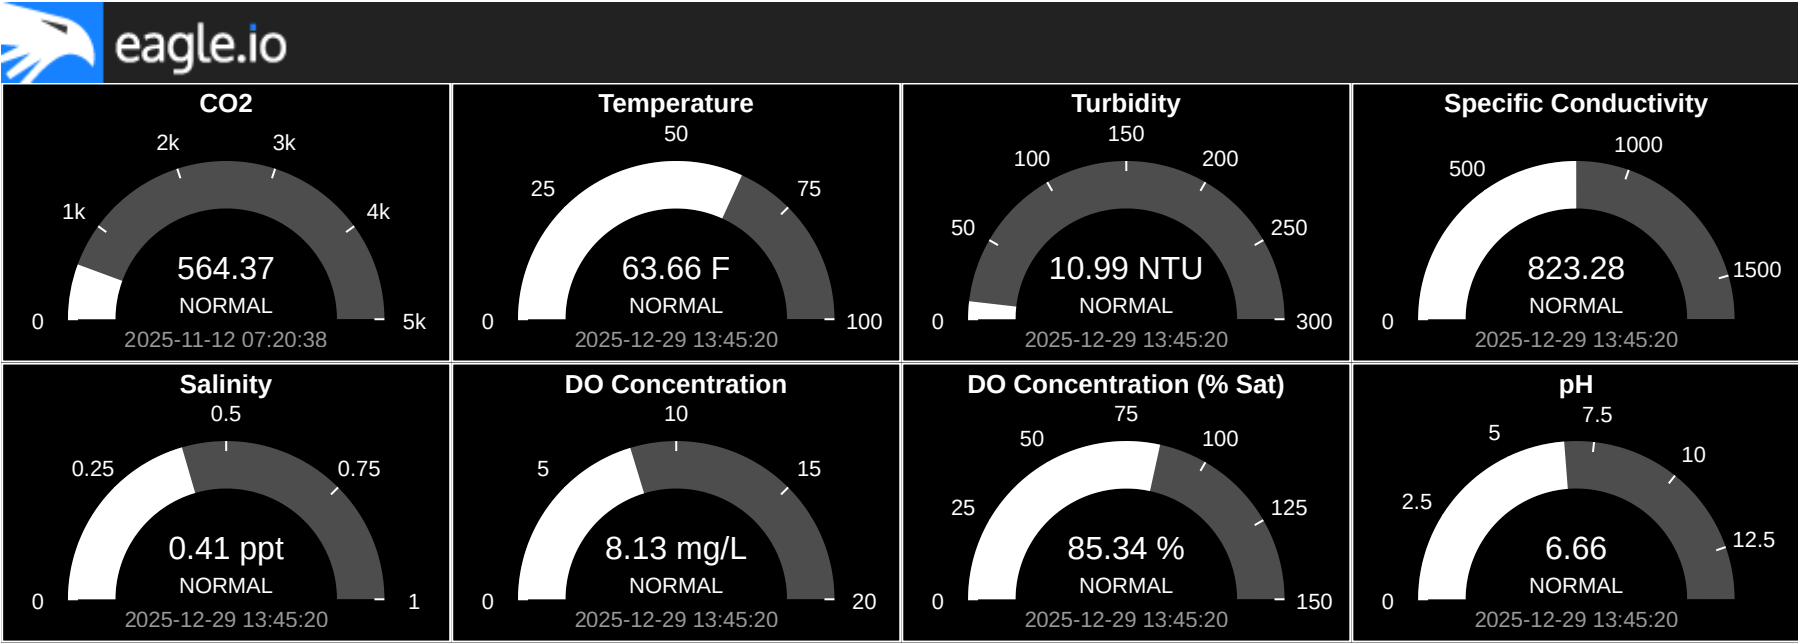 eagle.io
CO2
2k
3k
1k
4k
0
5k
564.37
NORMAL
2025-11-12 07:20:38
Temperature
50
25
75
0
100
63.66 F
NORMAL
2025-12-29 13:45:20
Turbidity
150
100
200
50
250
0
300
10.99 NTU
NORMAL
2025-12-29 13:45:20
Specific Conductivity
1000
500
1500
0
823.28
NORMAL
2025-12-29 13:45:20
Salinity
0.5
0.25
0.75
0
1
0.41 ppt
NORMAL
2025-12-29 13:45:20
DO Concentration
10
5
15
0
20
8.13 mg/L
NORMAL
2025-12-29 13:45:20
DO Concentration (% Sat)
75
50
100
25
125
0
150
85.34 %
NORMAL
2025-12-29 13:45:20
pH
7.5
5
10
2.5
12.5
0
6.66
NORMAL
2025-12-29 13:45:20